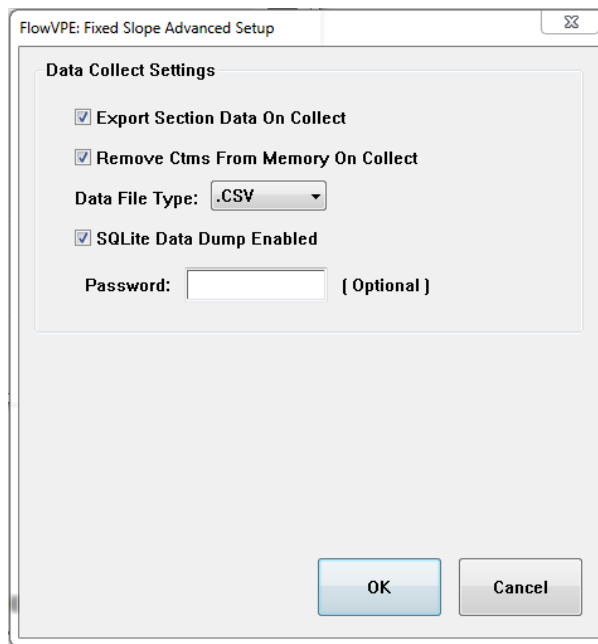 FlowVPE: Fixed Slope Advanced Setup
Data Collect Settings
Export Section Data On Collect
Remove Ctms From Memory On Collect
Data File Type: .CSV
SQLite Data Dump Enabled
Password: ( Optional )
OK Cancel